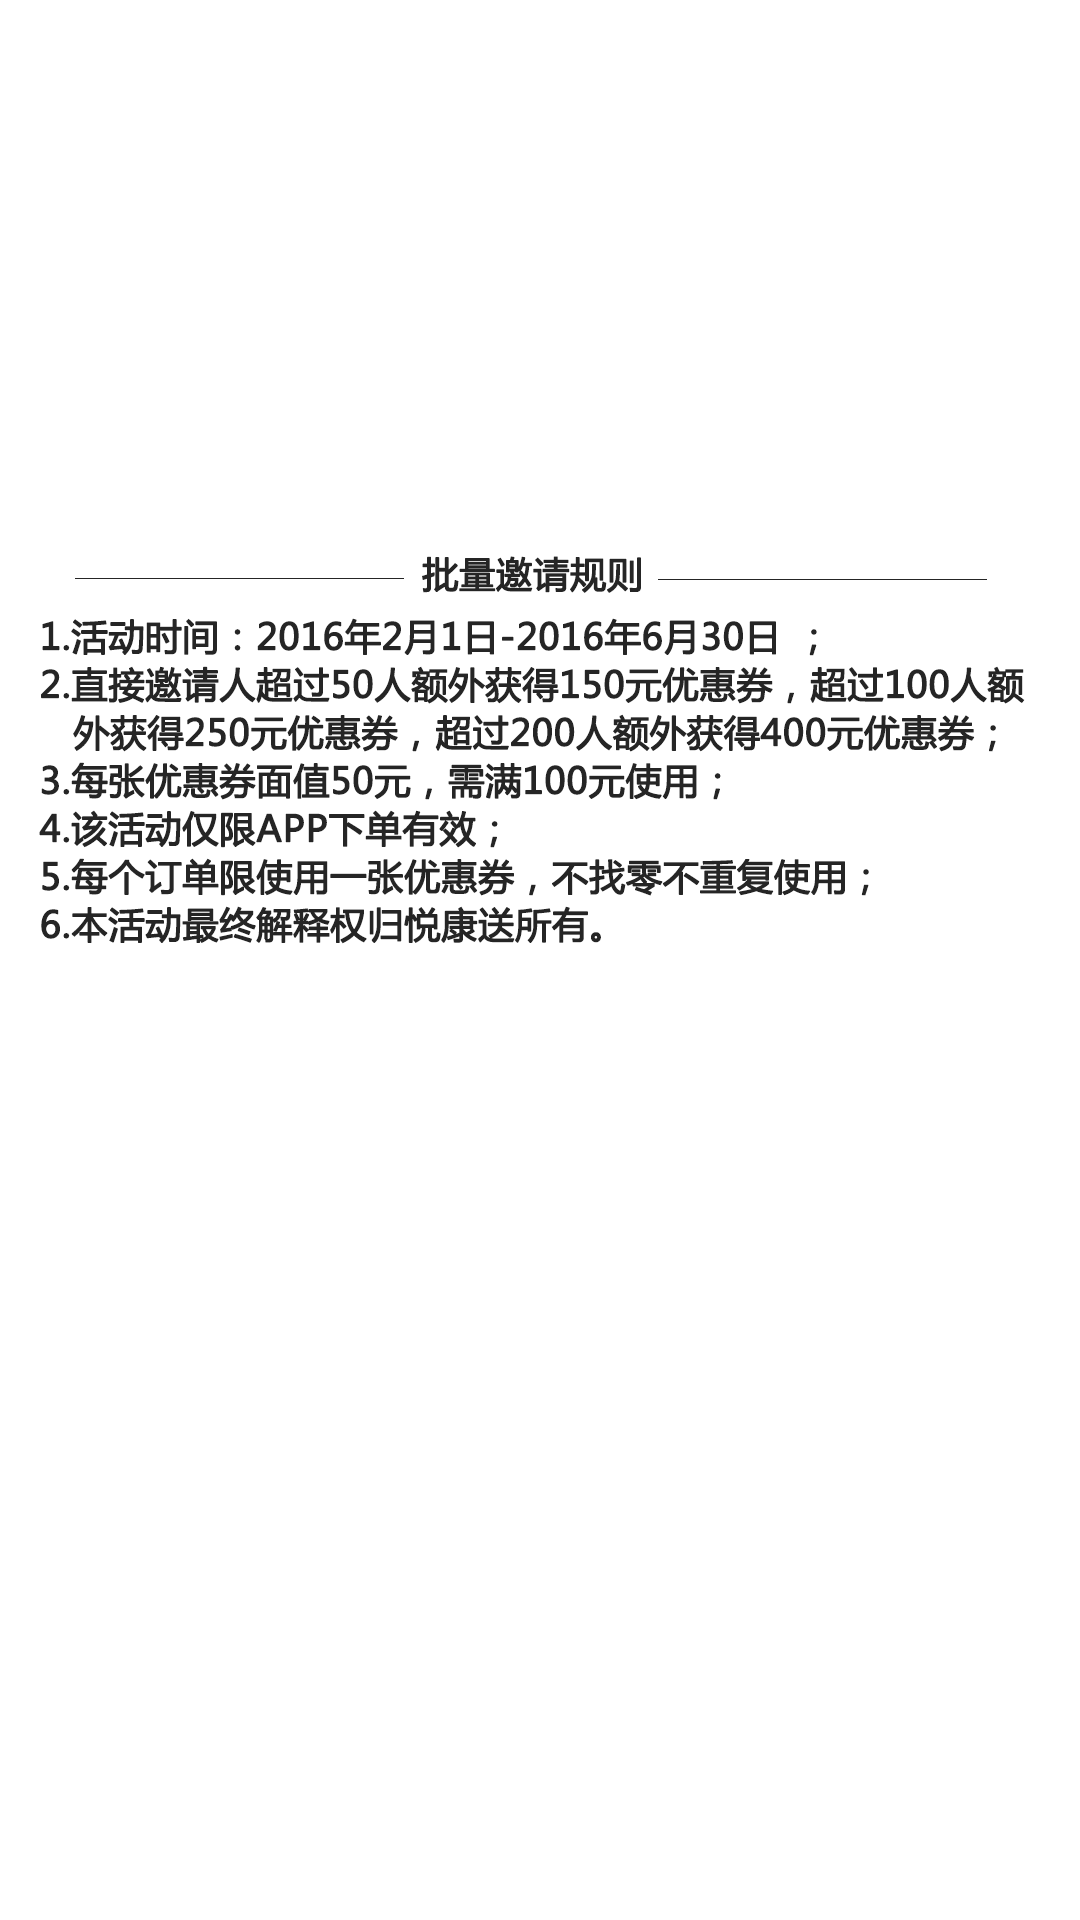 批量邀请规则
1.活动时间：2016年2月1日-2016年6月30日 ；
2.直接邀请人超过50人额外获得150元优惠券，超过100人额
外获得250元优惠券，超过200人额外获得400元优惠券；
3.每张优惠券面值50元，需满100元使用；
4.该活动仅限APP下单有效；
5.每个订单限使用一张优惠券，不找零不重复使用；
6.本活动最终解释权归悦康送所有。